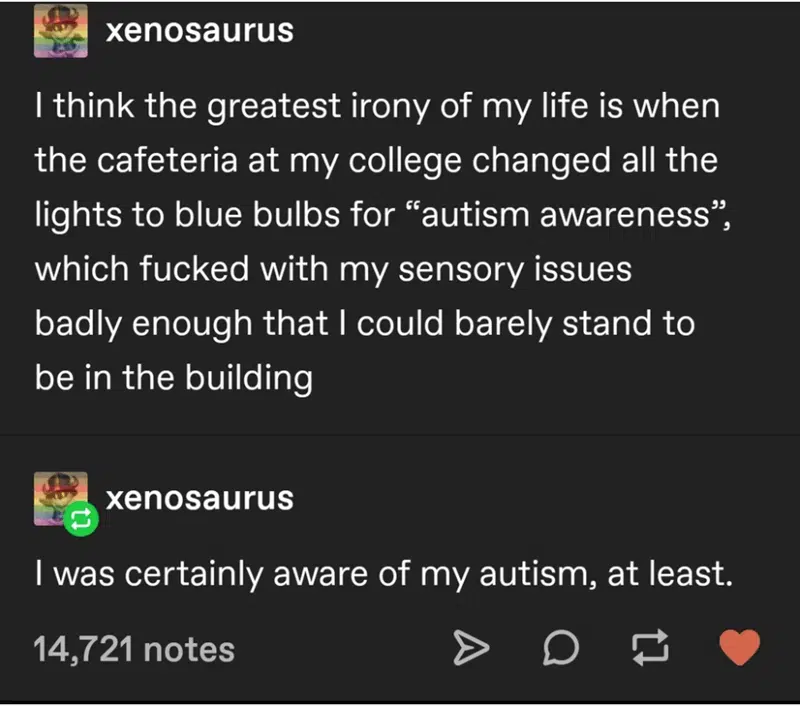 xenosaurus
I think the greatest irony of my life is when
the cafeteria at my college changed all the
lights to blue bulbs for “autism awareness”,
which fucked with my sensory issues
badly enough that I could barely stand to
be in the building
xenosaurus
I was certainly aware of my autism, at least.
14,721 notes